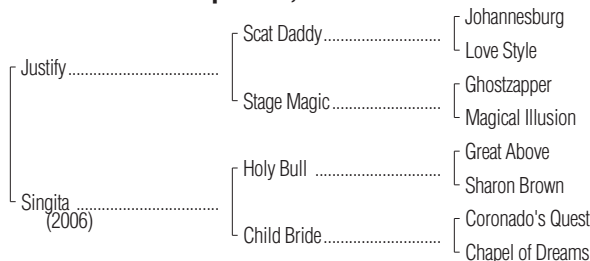 Johannesburg
Scat Daddy
Love Style
Justify
Ghostzapper
Stage Magic
Magical Illusion
Great Above
Holy Bull
Sharon Brown
Singita
(2006)
Coronado's Quest
Child Bride
Chapel of Dreams